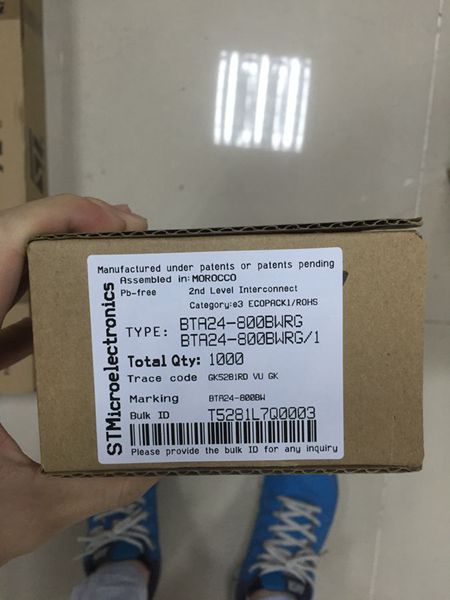 Manufactured under patents or patents pending
Assembled in: MOROCCO
Pb-free 2nd Level Interconnect
Category:e3 ECOPACK1/ROHS
TYPE: BTA24-800BWRG
BTA24-800BWRG/1
Total Qty: 1000
Trace code GK5281RD VU GK
Marking BTA24-800BW
Bulk ID T5281L7Q0003
Please provide the bulk ID for any inquiry
STMicroelectronics